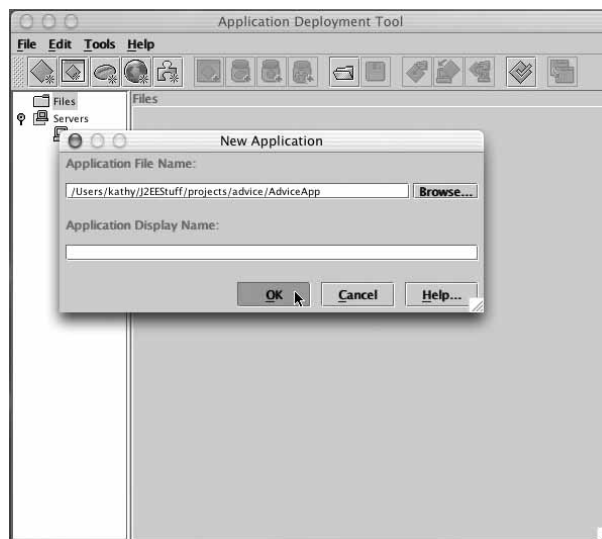 Application Deployment Tool
File Edit Tools Help
Files
Servers
Files
New Application
Application File Name:
/Users/kathy/J2EEStuff/projects/advice/AdviceApp
Browse...
Application Display Name:
OK
Cancel
Help...